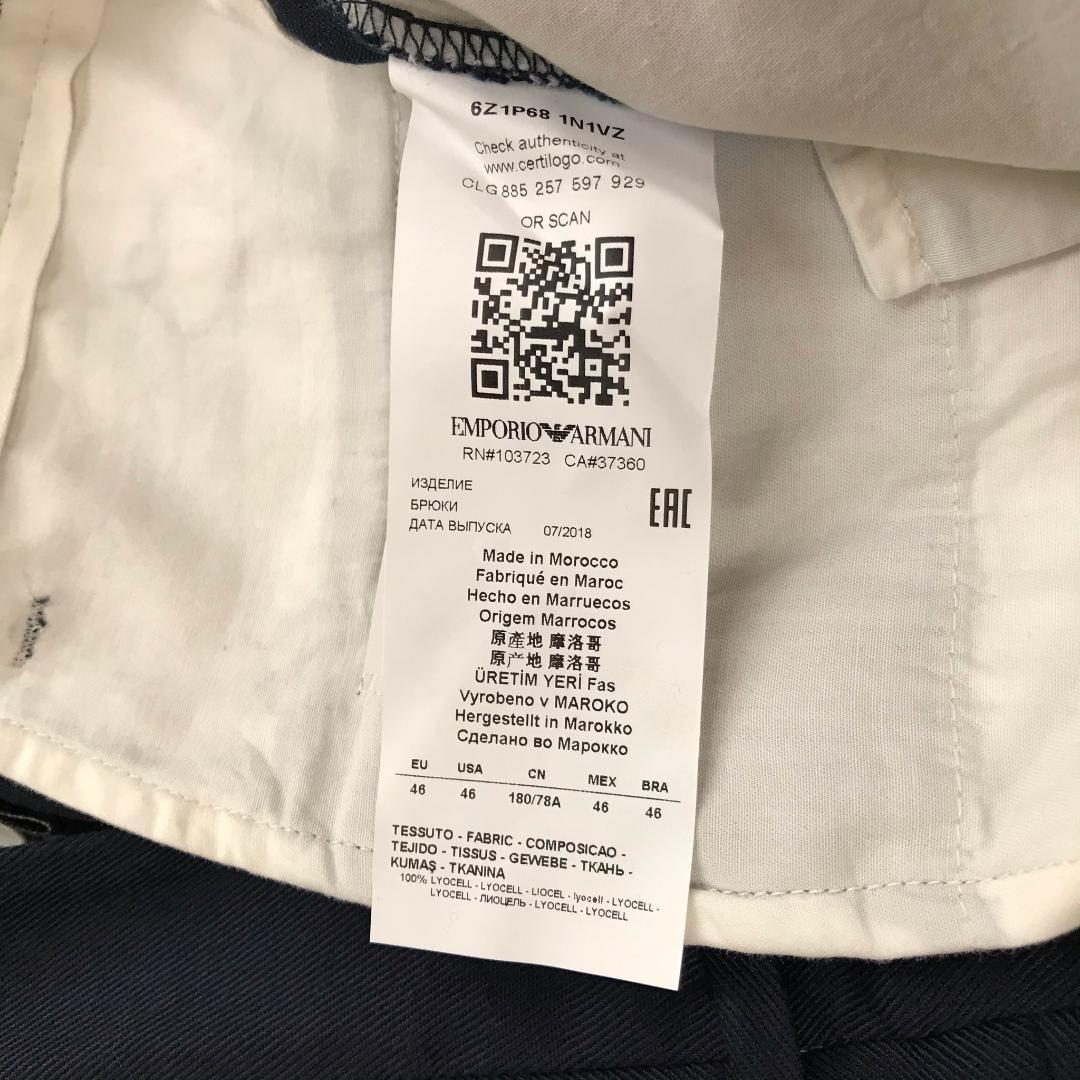 6Z1P68 1N1VZ
Check authenticity at
www.certilogo.com
CLG 885 257 597 929
OR SCAN
EMPORIO ARMANI
RN#103723 CA#37360
ИЗДЕЛИЕ
БРЮКИ
ДАТА ВЫПУСКА 07/2018
EAC
Made in Morocco
Fabriqué en Maroc
Hecho en Marruecos
Origem Marrocos
原產地 摩洛哥
原产地 摩洛哥
ÜRETİM YERİ Fas
Vyrobeno v MAROKO
Hergestellt in Marokko
Сделано во Марокко
EU USA CN MEX BRA
46 46 180/78A 46 46
TESSUTO - FABRIC - COMPOSICAO -
TEJIDO - TISSUS - GEWEBE - ТКАНЬ -
KUMAŞ - TKANINA
100% LYOCELL - LYOCELL - LIOCEL - lyocell - LYOCELL -
LYOCELL - ЛИОЦЕЛЬ - LYOCELL - LYOCELL